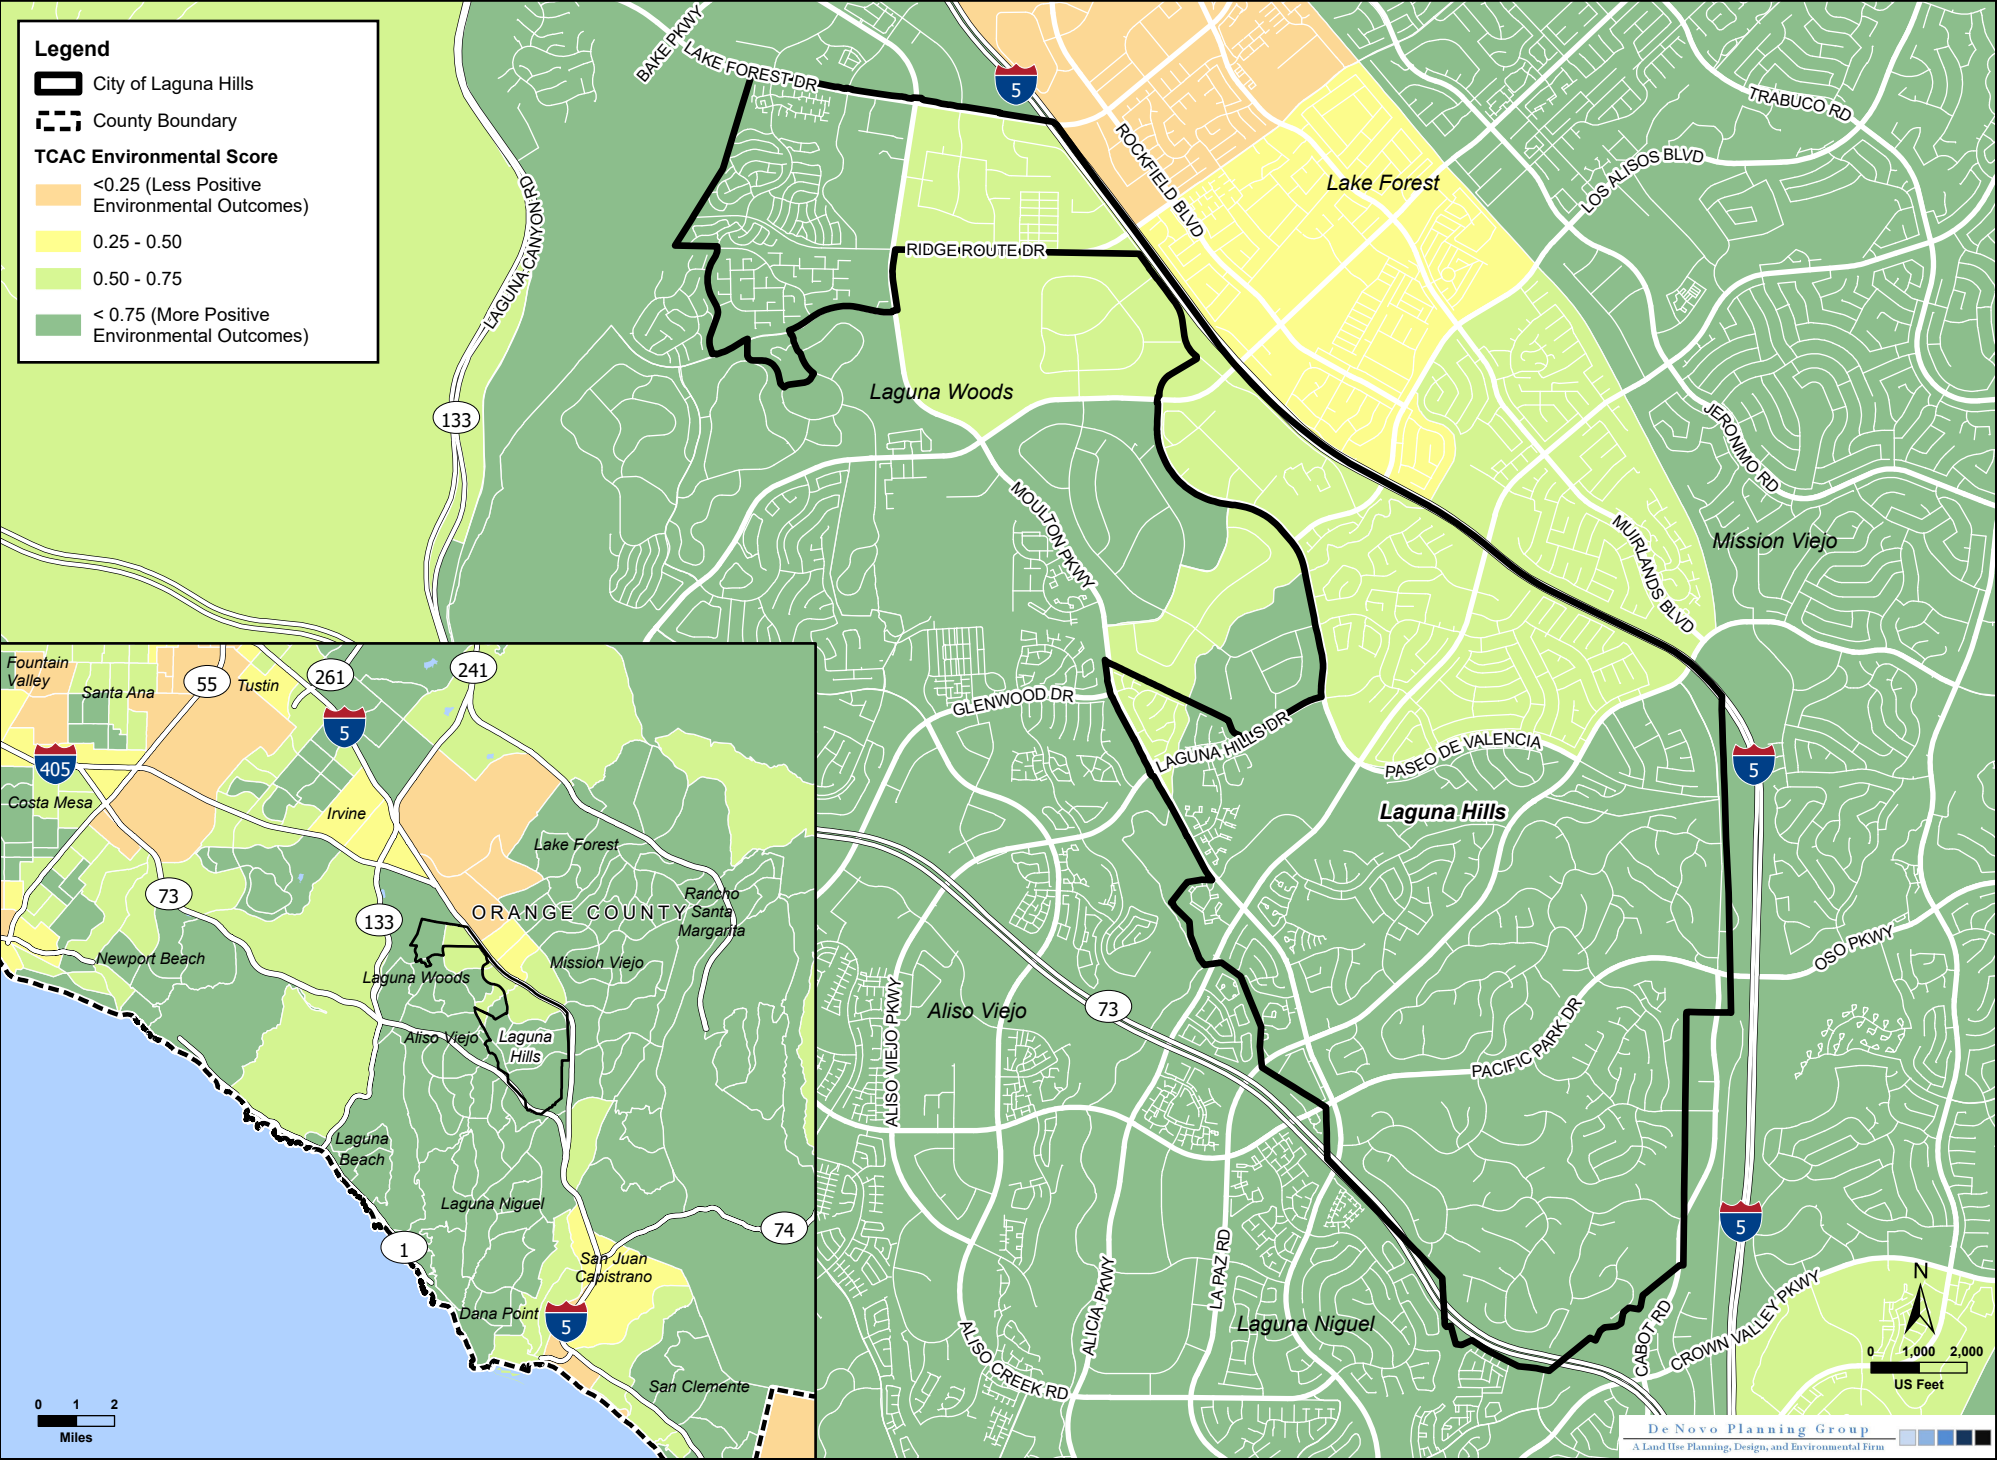 Legend
City of Laguna Hills
County Boundary
TCAC Environmental Score
<0.25 (Less Positive
Environmental Outcomes)
0.25 - 0.50
0.50 - 0.75
< 0.75 (More Positive
Environmental Outcomes)
BAKE PKWY
LAKE FOREST DR
5
ROCKFIELD BLVD
Lake Forest
TRABUCO RD
LOS ALISOS BLVD
LAGUNA CANYON RD
RIDGE ROUTE DR
133
Laguna Woods
JERONIMO RD
MOULTON PKWY
MUIRLANDS BLVD
Mission Viejo
GLENWOOD DR
LAGUNA HILLS DR
PASEO DE VALENCIA
5
Laguna Hills
OSO PKWY
ALISO VIEJO PKWY
Aliso Viejo
73
PACIFIC PARK DR
5
LA PAZ RD
ALICIA PKWY
Laguna Niguel
ALISO CREEK RD
CABOT RD
CROWN VALLEY PKWY
N
0 1,000 2,000
US Feet
Fountain
Valley
Santa Ana
55
Tustin
261
241
5
405
Costa Mesa
Irvine
Lake Forest
73
133
ORANGE COUNTY
Rancho
Santa
Margarita
Newport Beach
Laguna Woods
Mission Viejo
Aliso Viejo
Laguna
Hills
Laguna
Beach
Laguna Niguel
74
1
San Juan
Capistrano
Dana Point
5
San Clemente
0 1 2
Miles
De Novo Planning Group
A Land Use Planning, Design, and Environmental Firm